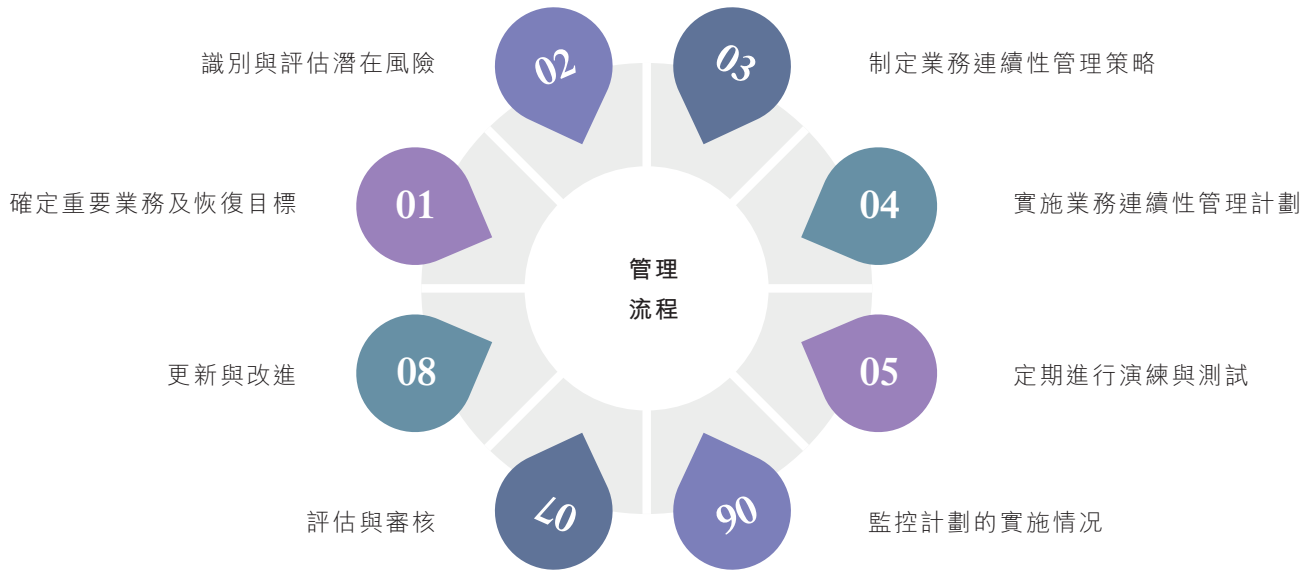 02
識別與評估潛在風險
03
制定業務連續性管理策略
01
確定重要業務及恢復目標
04
實施業務連續性管理計劃
管理
流程
08
更新與改進
05
定期進行演練與測試
07
評估與審核
06
監控計劃的實施情况